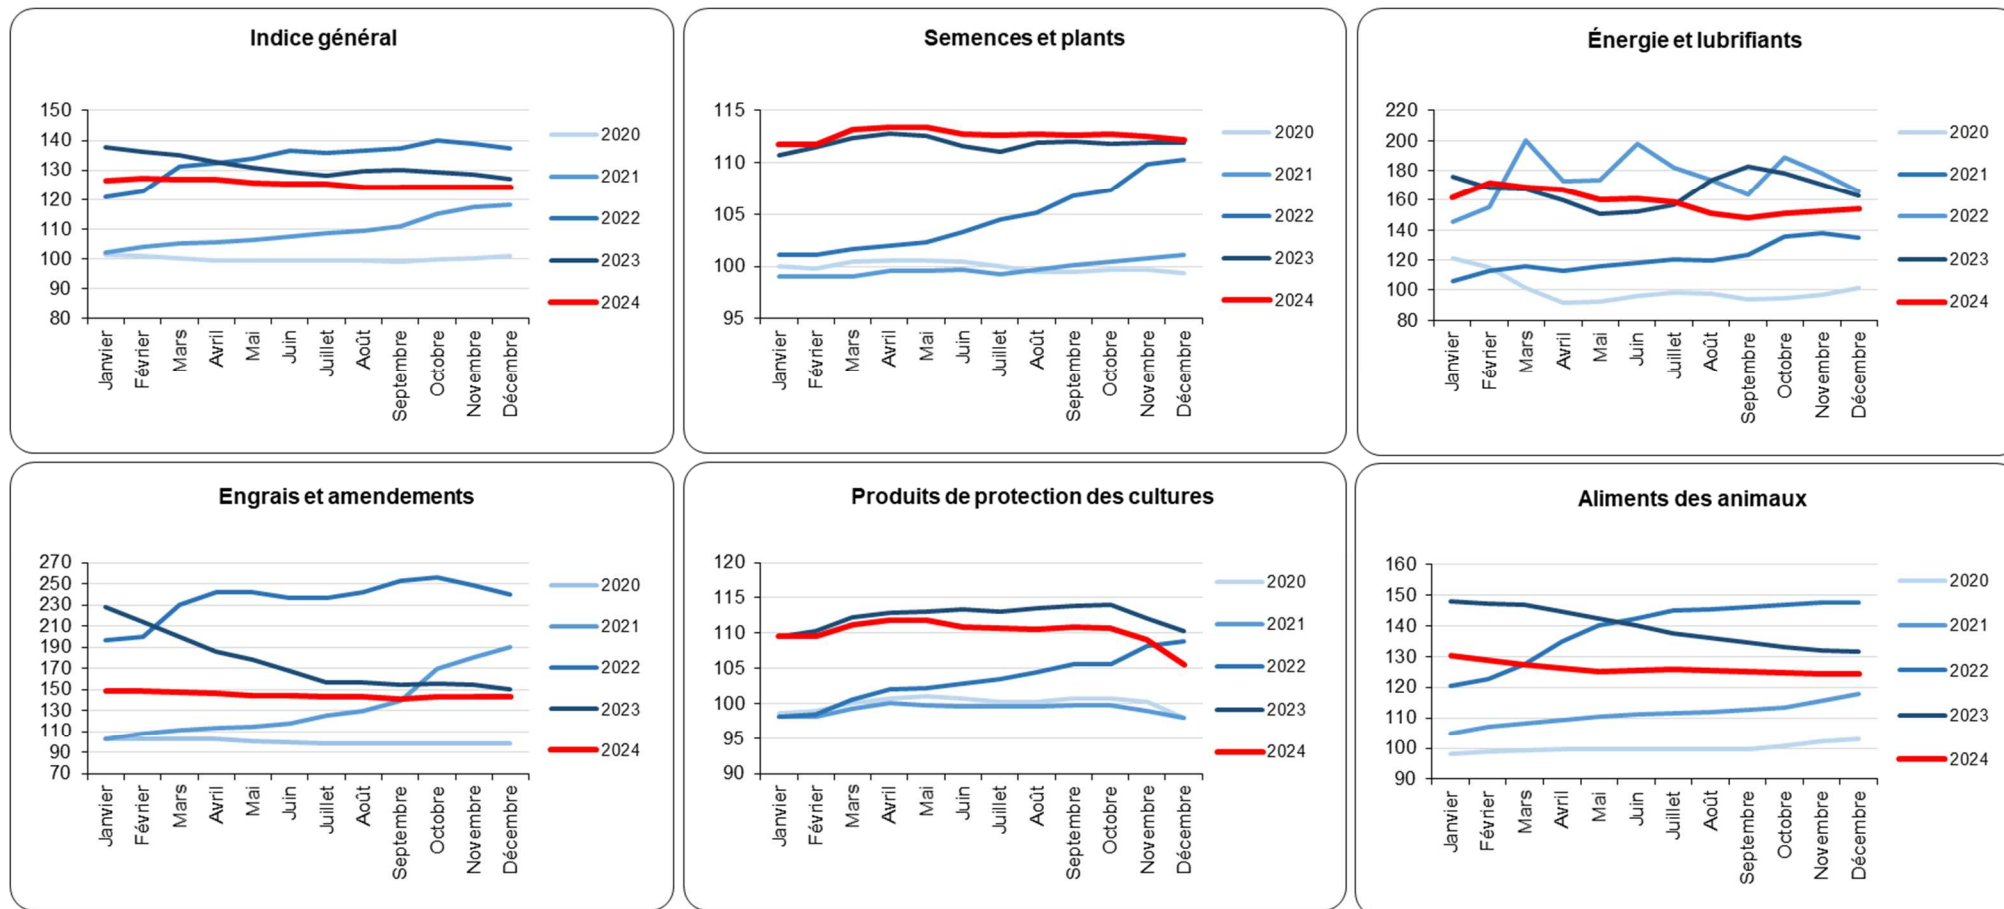 Indice général
150
140
130
120
110
100
90
80
Janvier
Février
Mars
Avril
Mai
Juin
Juillet
Août
Septembre
Octobre
Novembre
Décembre
2020
2021
2022
2023
2024
Semences et plants
115
110
105
100
95
Janvier
Février
Mars
Avril
Mai
Juin
Juillet
Août
Septembre
Octobre
Novembre
Décembre
2020
2021
2022
2023
2024
Énergie et lubrifiants
220
200
180
160
140
120
100
80
Janvier
Février
Mars
Avril
Mai
Juin
Juillet
Août
Septembre
Octobre
Novembre
Décembre
2020
2021
2022
2023
2024
Engrais et amendements
270
250
230
210
190
170
150
130
110
90
70
Janvier
Février
Mars
Avril
Mai
Juin
Juillet
Août
Septembre
Octobre
Novembre
Décembre
2020
2021
2022
2023
2024
Produits de protection des cultures
120
115
110
105
100
95
90
Janvier
Février
Mars
Avril
Mai
Juin
Juillet
Août
Septembre
Octobre
Novembre
Décembre
2020
2021
2022
2023
2024
Aliments des animaux
160
150
140
130
120
110
100
90
Janvier
Février
Mars
Avril
Mai
Juin
Juillet
Août
Septembre
Octobre
Novembre
Décembre
2020
2021
2022
2023
2024